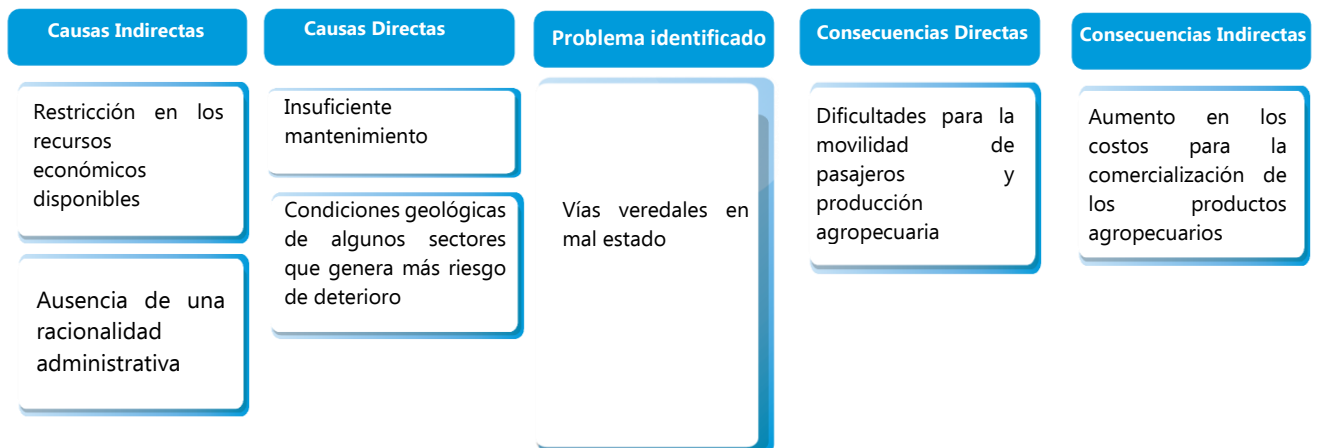 Causas Indirectas
Restricción en los
recursos
económicos
disponibles
Ausencia de una
racionalidad
administrativa
Causas Directas
Insuficiente
mantenimiento
Condiciones geológicas
de algunos sectores
que genera más riesgo
de deterioro
Problema identificado
Vías veredales en
mal estado
Consecuencias Directas
Dificultades para la
movilidad de
pasajeros y
producción
agropecuaria
Consecuencias Indirectas
Aumento en los
costos para la
comercialización de
los productos
agropecuarios